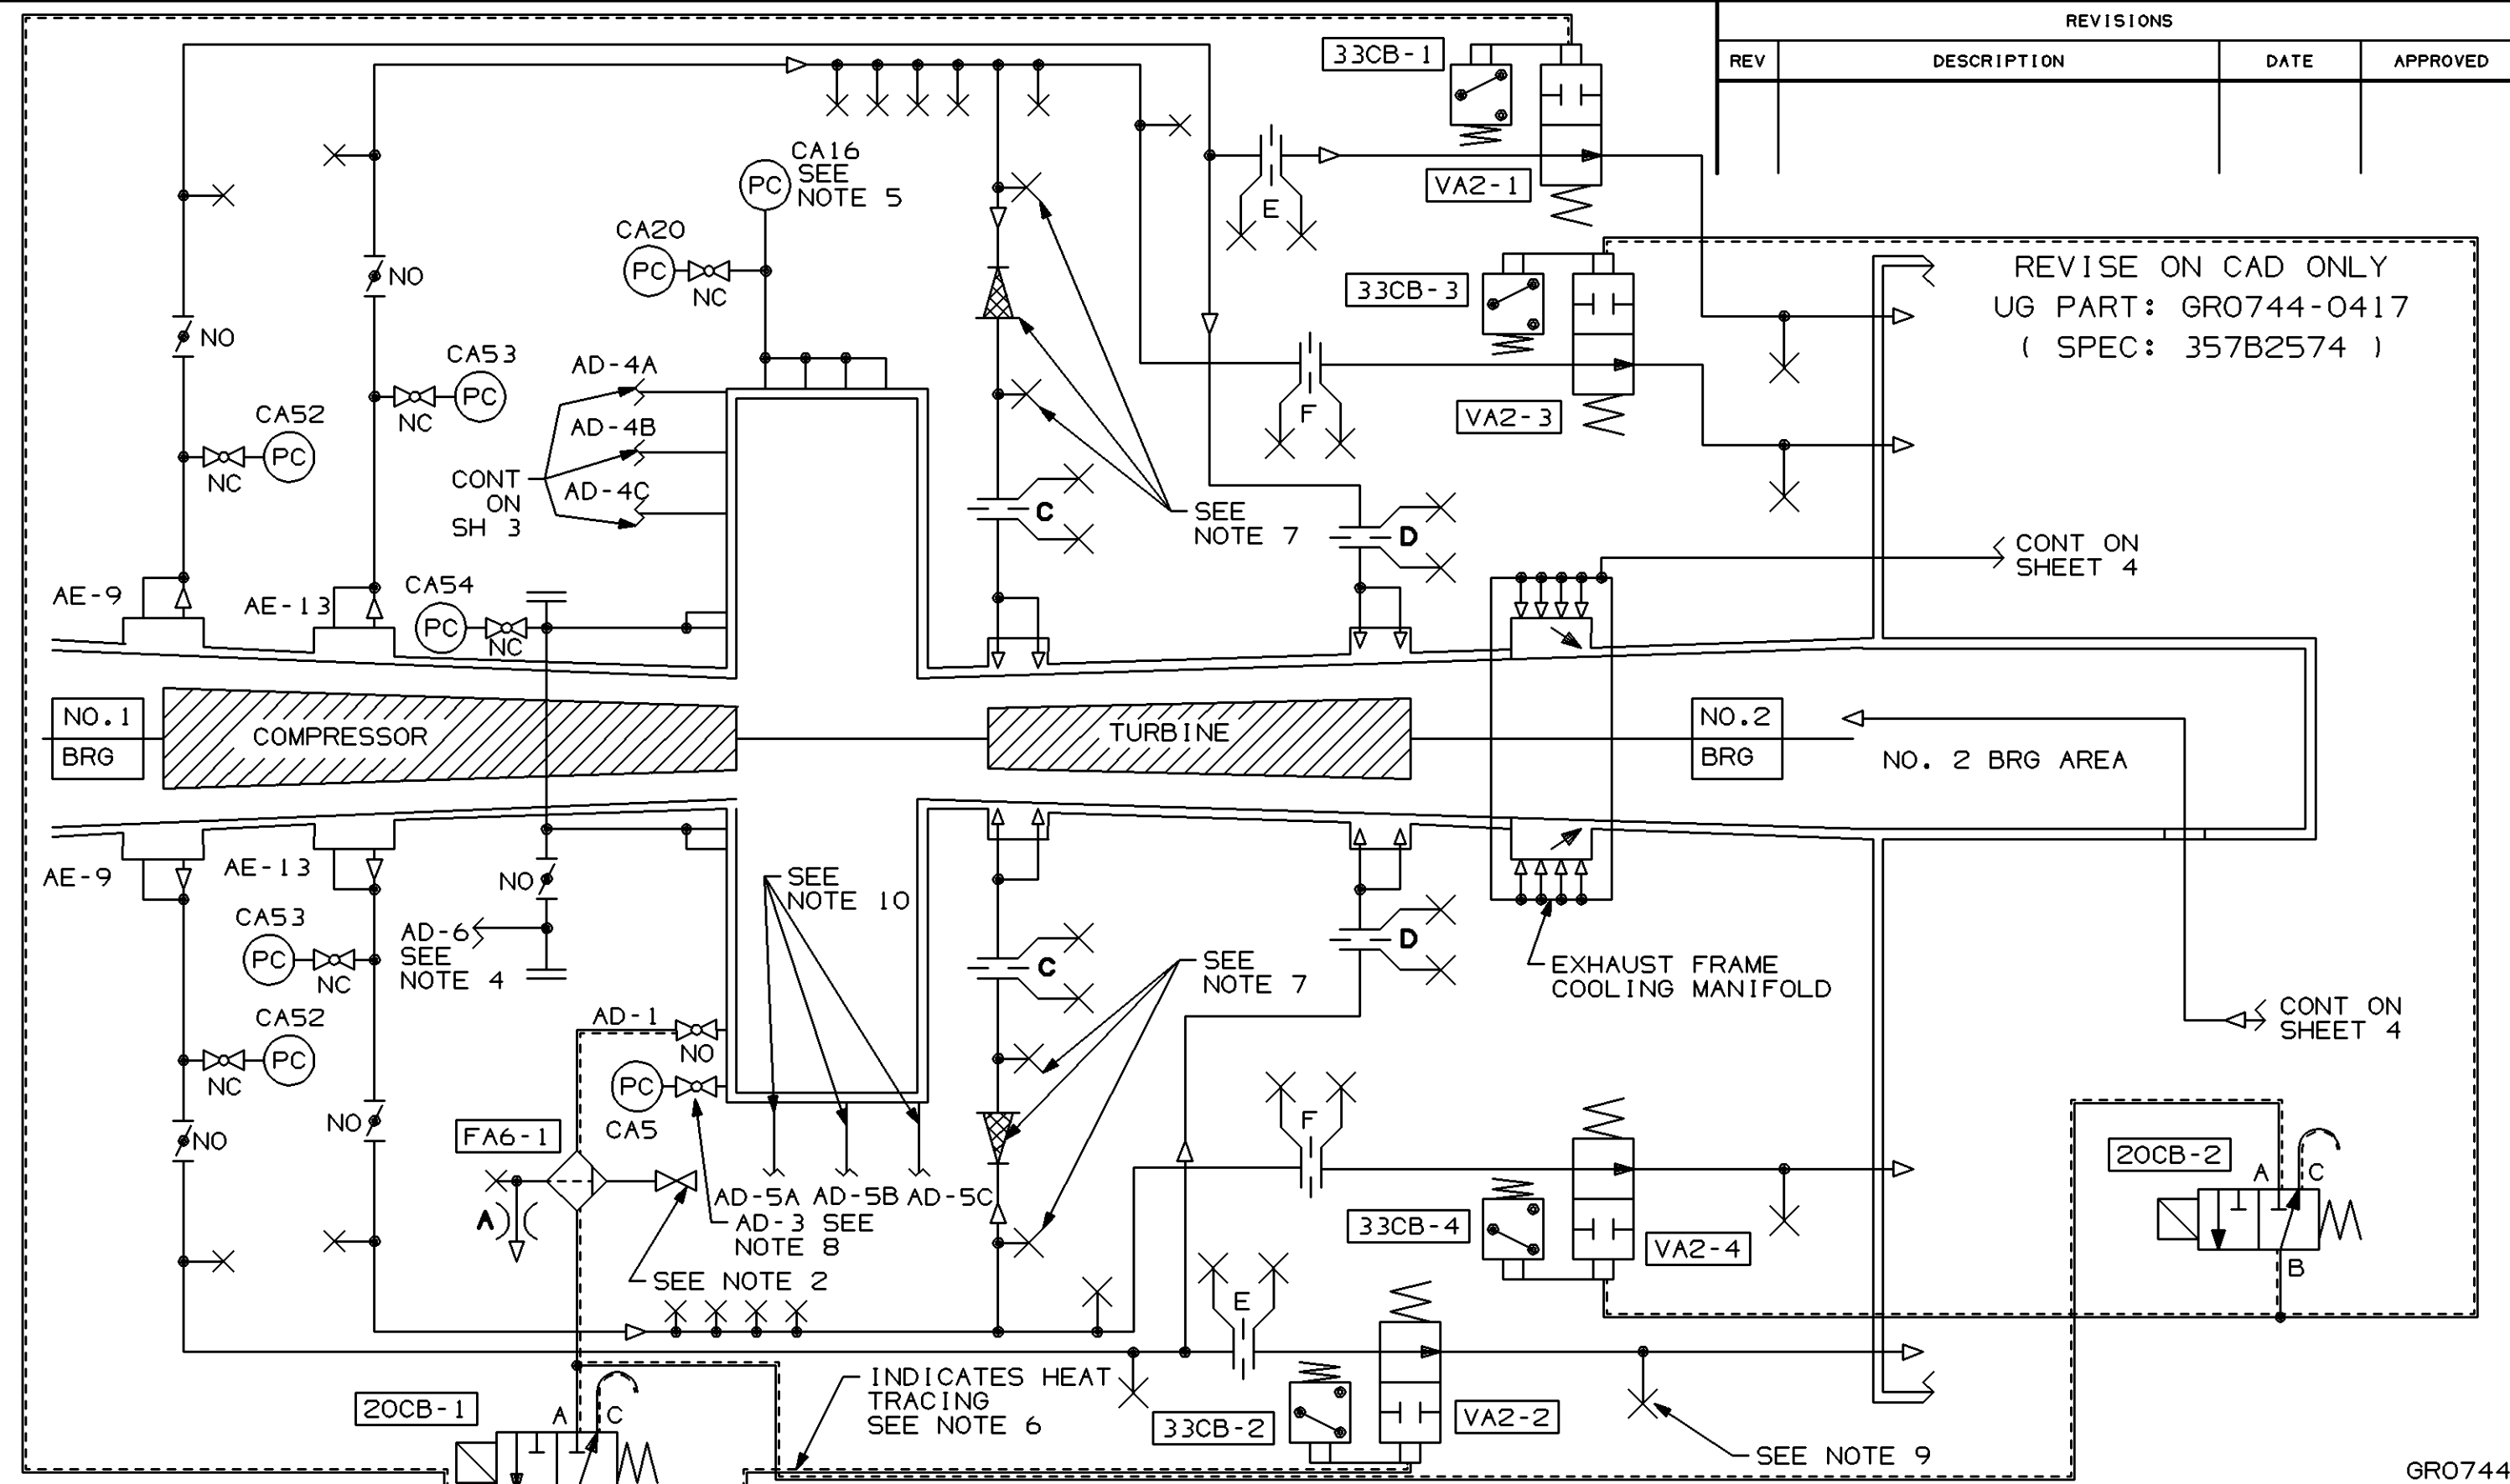 REVISIONS
REV DESCRIPTION DATE APPROVED
33CB-1
VA2-1
CA16
SEE
NOTE 5
PC
CA20
PC
NC
E
NO
NO
33CB-3
VA2-3
REVISE ON CAD ONLY
UG PART: GR0744-0417
( SPEC: 357B2574 )
CA53
PC
NC
CA52
PC
NC
AD-4A
AD-4B
AD-4C
CONT
ON
SH 3
F
C
SEE
NOTE 7
D
CONT ON
SHEET 4
AE-9
AE-13
CA54
PC
NC
NO.1
BRG
COMPRESSOR
TURBINE
NO.2
BRG
NO. 2 BRG AREA
AE-9
AE-13
NO
SEE
NOTE 10
CA53
PC
NC
AD-6
SEE
NOTE 4
C
SEE
NOTE 7
D
EXHAUST FRAME
COOLING MANIFOLD
CONT ON
SHEET 4
CA52
PC
NC
AD-1
NO
PC
CA5
NO
NO
FA6-1
A
AD-5A AD-5B AD-5C
AD-3 SEE
NOTE 8
SEE NOTE 2
F
33CB-4
VA2-4
20CB-2
A C
B
E
INDICATES HEAT
TRACING
SEE NOTE 6
20CB-1
A C
33CB-2
VA2-2
SEE NOTE 9
GR0744